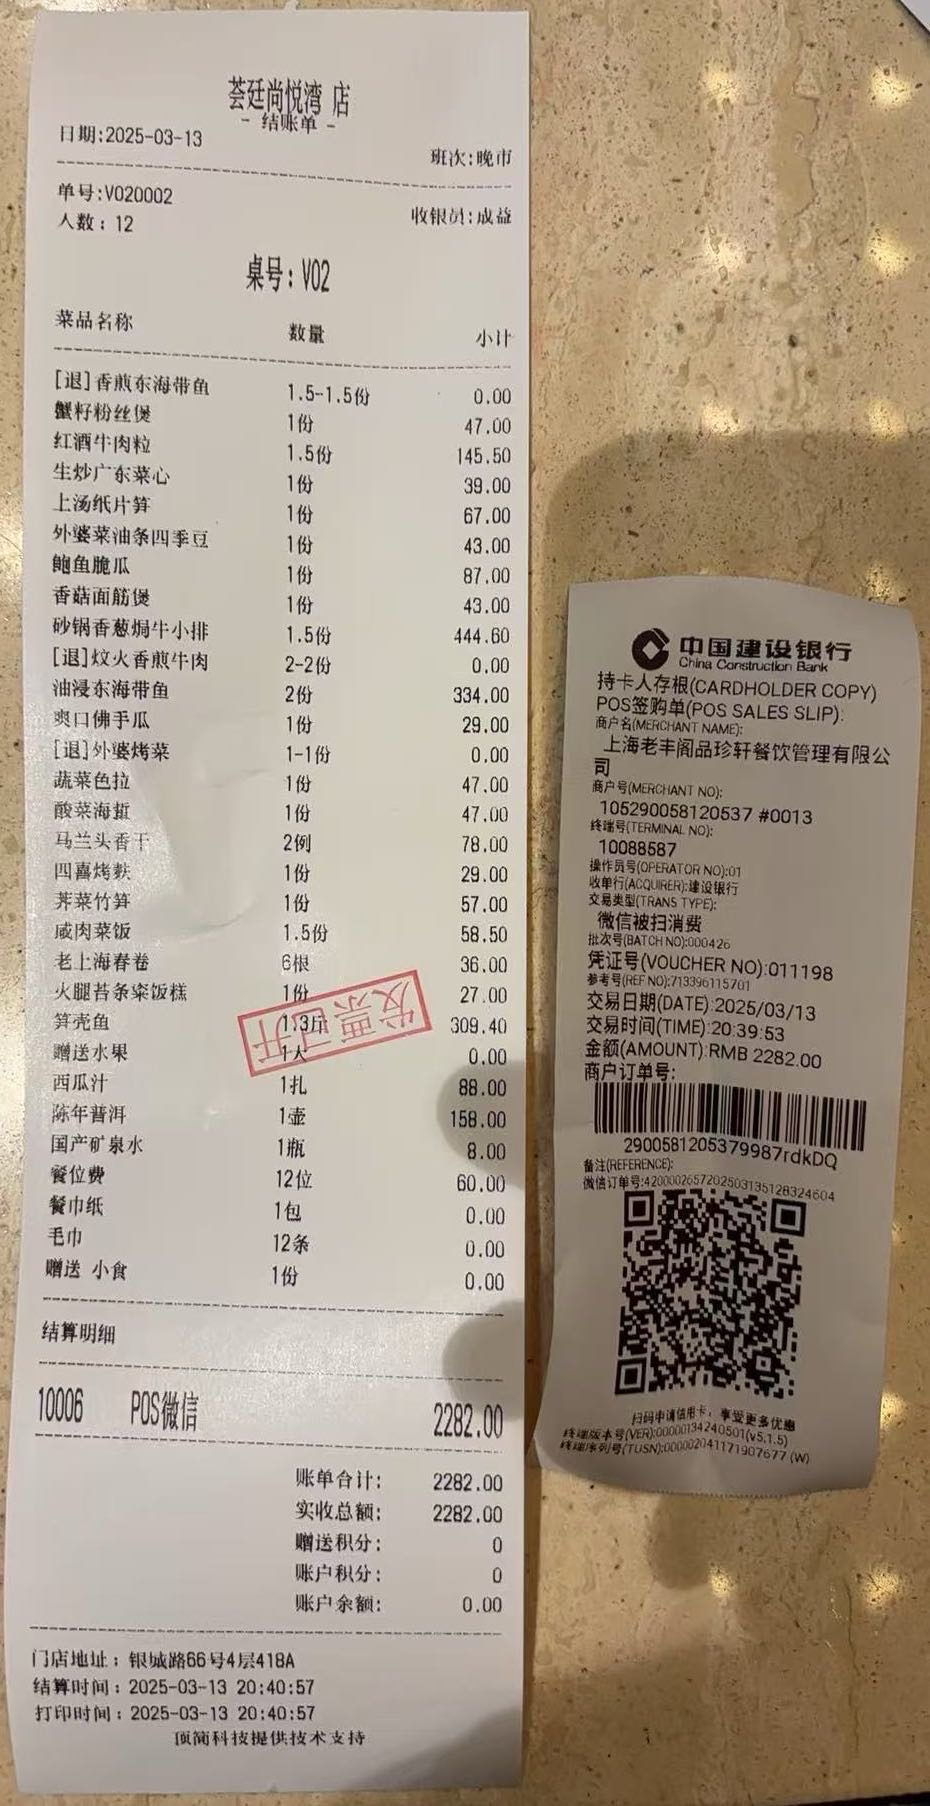 荟廷尚悦湾 店
- 结账单 -
日期:2025-03-13
班次:晚市
单号:V020002
人数: 12
收银员:成益
桌号: V02
菜品名称 数量 小计
[退]香煎东海带鱼 1.5-1.5份 0.00
蟹籽粉丝煲 1份 47.00
红酒牛肉粒 1.5份 145.50
生炒广东菜心 1份 39.00
上汤纸片笋 1份 67.00
外婆菜油条四季豆 1份 43.00
鲍鱼脆瓜 1份 87.00
香菇面筋煲 1份 43.00
砂锅香葱焗牛小排 1.5份 444.60
[退]炆火香煎牛肉 2-2份 0.00
油浸东海带鱼 2份 334.00
爽口佛手瓜 1份 29.00
[退]外婆烤菜 1-1份 0.00
蔬菜色拉 1份 47.00
酸菜海蜇 1份 47.00
马兰头香干 2例 78.00
四喜烤麸 1份 29.00
荠菜竹笋 1份 57.00
咸肉菜饭 1.5份 58.50
老上海春卷 6根 36.00
火腿苔条粢饭糕 1份 27.00
笋壳鱼 1.3斤 309.40
赠送水果 1大 0.00
西瓜汁 1扎 88.00
陈年普洱 1壶 158.00
国产矿泉水 1瓶 8.00
餐位费 12位 60.00
餐巾纸 1包 0.00
毛巾 12条 0.00
赠送 小食 1份 0.00
发票已开
结算明细
10006 POS微信 2282.00
账单合计: 2282.00
实收总额: 2282.00
赠送积分: 0
账户积分: 0
账户余额: 0.00
门店地址: 银城路66号4层418A
结算时间: 2025-03-13 20:40:57
打印时间: 2025-03-13 20:40:57
顶简科技提供技术支持
中国建设银行
China Construction Bank
持卡人存根(CARDHOLDER COPY)
POS签购单(POS SALES SLIP):
商户名(MERCHANT NAME):
上海老丰阁品珍轩餐饮管理有限公
司
商户号(MERCHANT NO):
105290058120537 #0013
终端号(TERMINAL NO):
10088587
操作员号(OPERATOR NO):01
收单行(ACQUIRER):建设银行
交易类型(TRANS TYPE):
微信被扫消费
批次号(BATCH NO):000426
凭证号(VOUCHER NO):011198
参考号(REF NO):713396115701
交易日期(DATE):2025/03/13
交易时间(TIME):20:39:53
金额(AMOUNT):RMB 2282.00
商户订单号:
2900581205379987rdkDQ
备注(REFERENCE):
微信订单号:4200002657202503135128324604
扫码申请信用卡，享受更多优惠
终端版本号(VER):00000134240501(v5.1.5)
终端序列号(TUSN):000002041171907677 (W)